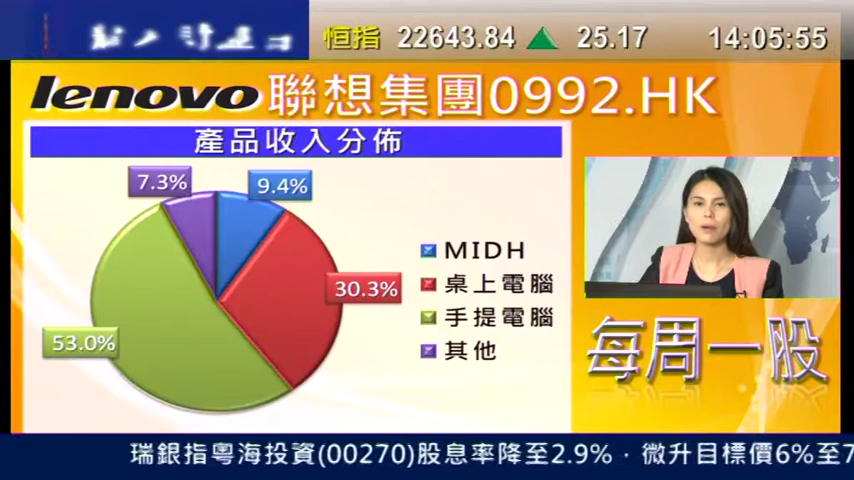 恒指 22643.84 25.17 14:05:55
lenovo 聯想集團0992.HK
產品收入分佈
7.3%
9.4%
30.3%
53.0%
MIDH
桌上電腦
手提電腦
其他
每周一股
瑞銀指粵海投資(00270)股息率降至2.9%，微升目標價6%至7